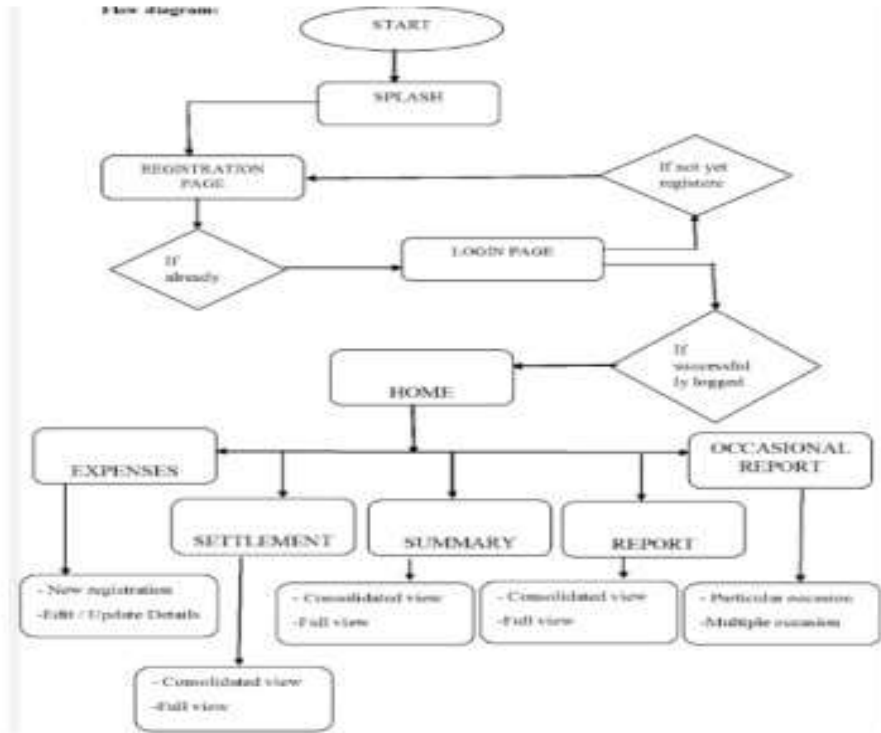 Flow diagram:
START
SPLASH
REGISTRATION
PAGE
If not yet
registere
If
already
LOGIN PAGE
If
successful
ly logged
HOME
EXPENSES
OCCASIONAL
REPORT
SETTLEMENT
SUMMARY
REPORT
- New registration
-Edit / Update Details
- Consolidated view
-Full view
- Consolidated view
-Full view
- Particular occasion
-Multiple occasion
- Consolidated view
-Full view